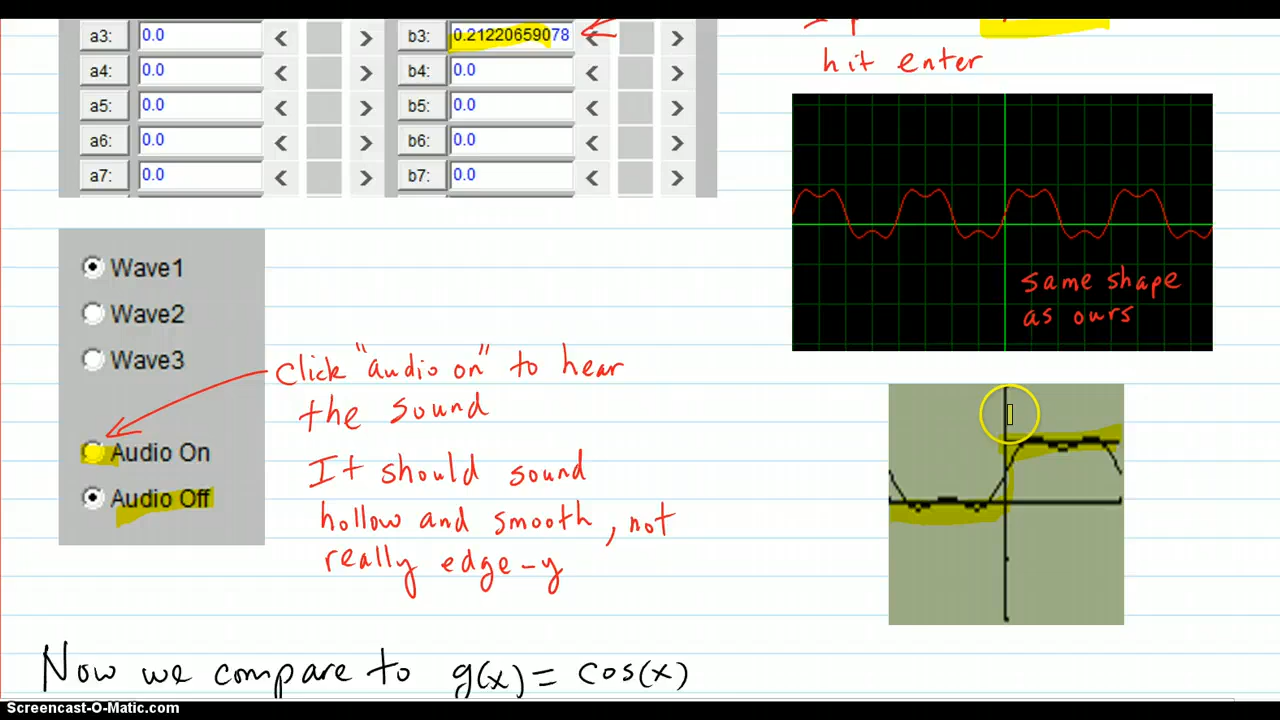 a3: 0.0 < > b3: 0.21220659078 < >
a4: 0.0 < > b4: 0.0 < >
a5: 0.0 < > b5: 0.0 < >
a6: 0.0 < > b6: 0.0 < >
a7: 0.0 < > b7: 0.0 < >
hit enter
same shape
as ours
Wave1
Wave2
Wave3
Audio On
Audio Off
Click "audio on" to hear
the sound
It should sound
hollow and smooth, not
really edge-y
Now we compare to g(x) = cos(x)
Screencast-O-Matic.com